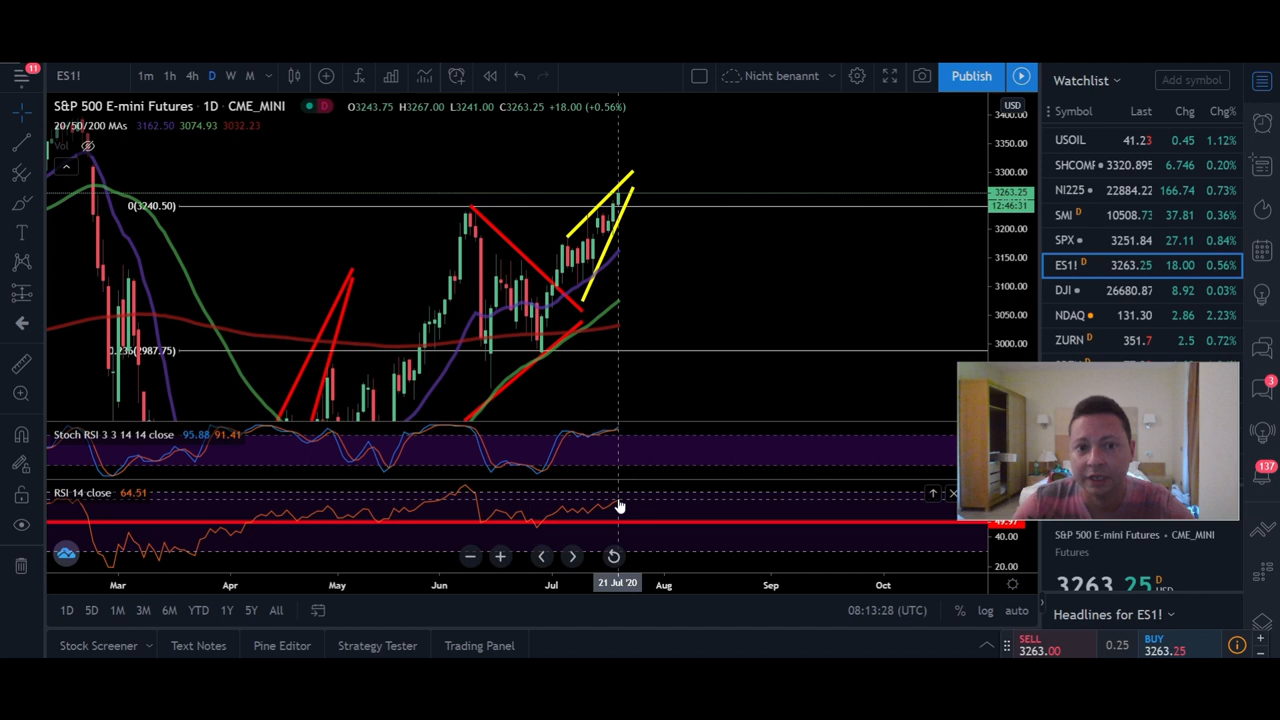 11
ES1!
1m 1h 4h D W M
Nicht benannt
Publish
Watchlist
Add symbol
S&P 500 E-mini Futures · 1D · CME_MINI
D
O3243.75 H3267.00 L3241.00 C3263.25 +18.00 (+0.56%)
USD
20/50/200 MAs 3162.50 3074.93 3032.23
Vol
3400.00
3350.00
3300.00
3263.25
12:46:31
3200.00
3150.00
3100.00
3050.00
3000.00
0(3240.50)
0.236(2987.75)
Symbol Last Chg Chg%
USOIL 41.23 0.45 1.12%
SHCOMF 3320.895 6.746 0.20%
NI225 22884.22 166.74 0.73%
SMI D 10508.73 37.81 0.36%
SPX 3251.84 27.11 0.84%
ES1! D 3263.25 18.00 0.56%
DJI 26680.87 8.92 0.03%
NDAQ 131.30 2.86 2.23%
ZURN D 351.7 2.5 0.72%
3
137
Stoch RSI 3 3 14 14 close 95.88 91.41
RSI 14 close 64.51
49.97
40.00
20.00
Mar Apr May Jun Jul 21 Jul '20 Aug Sep Oct
1D 5D 1M 3M 6M YTD 1Y 5Y All
08:13:28 (UTC)
% log auto
S&P 500 E-mini Futures · CME_MINI
Futures
3263.25 D
USD
Headlines for ES1!
Stock Screener Text Notes Pine Editor Strategy Tester Trading Panel
SELL
3263.00
0.25
BUY
3263.25